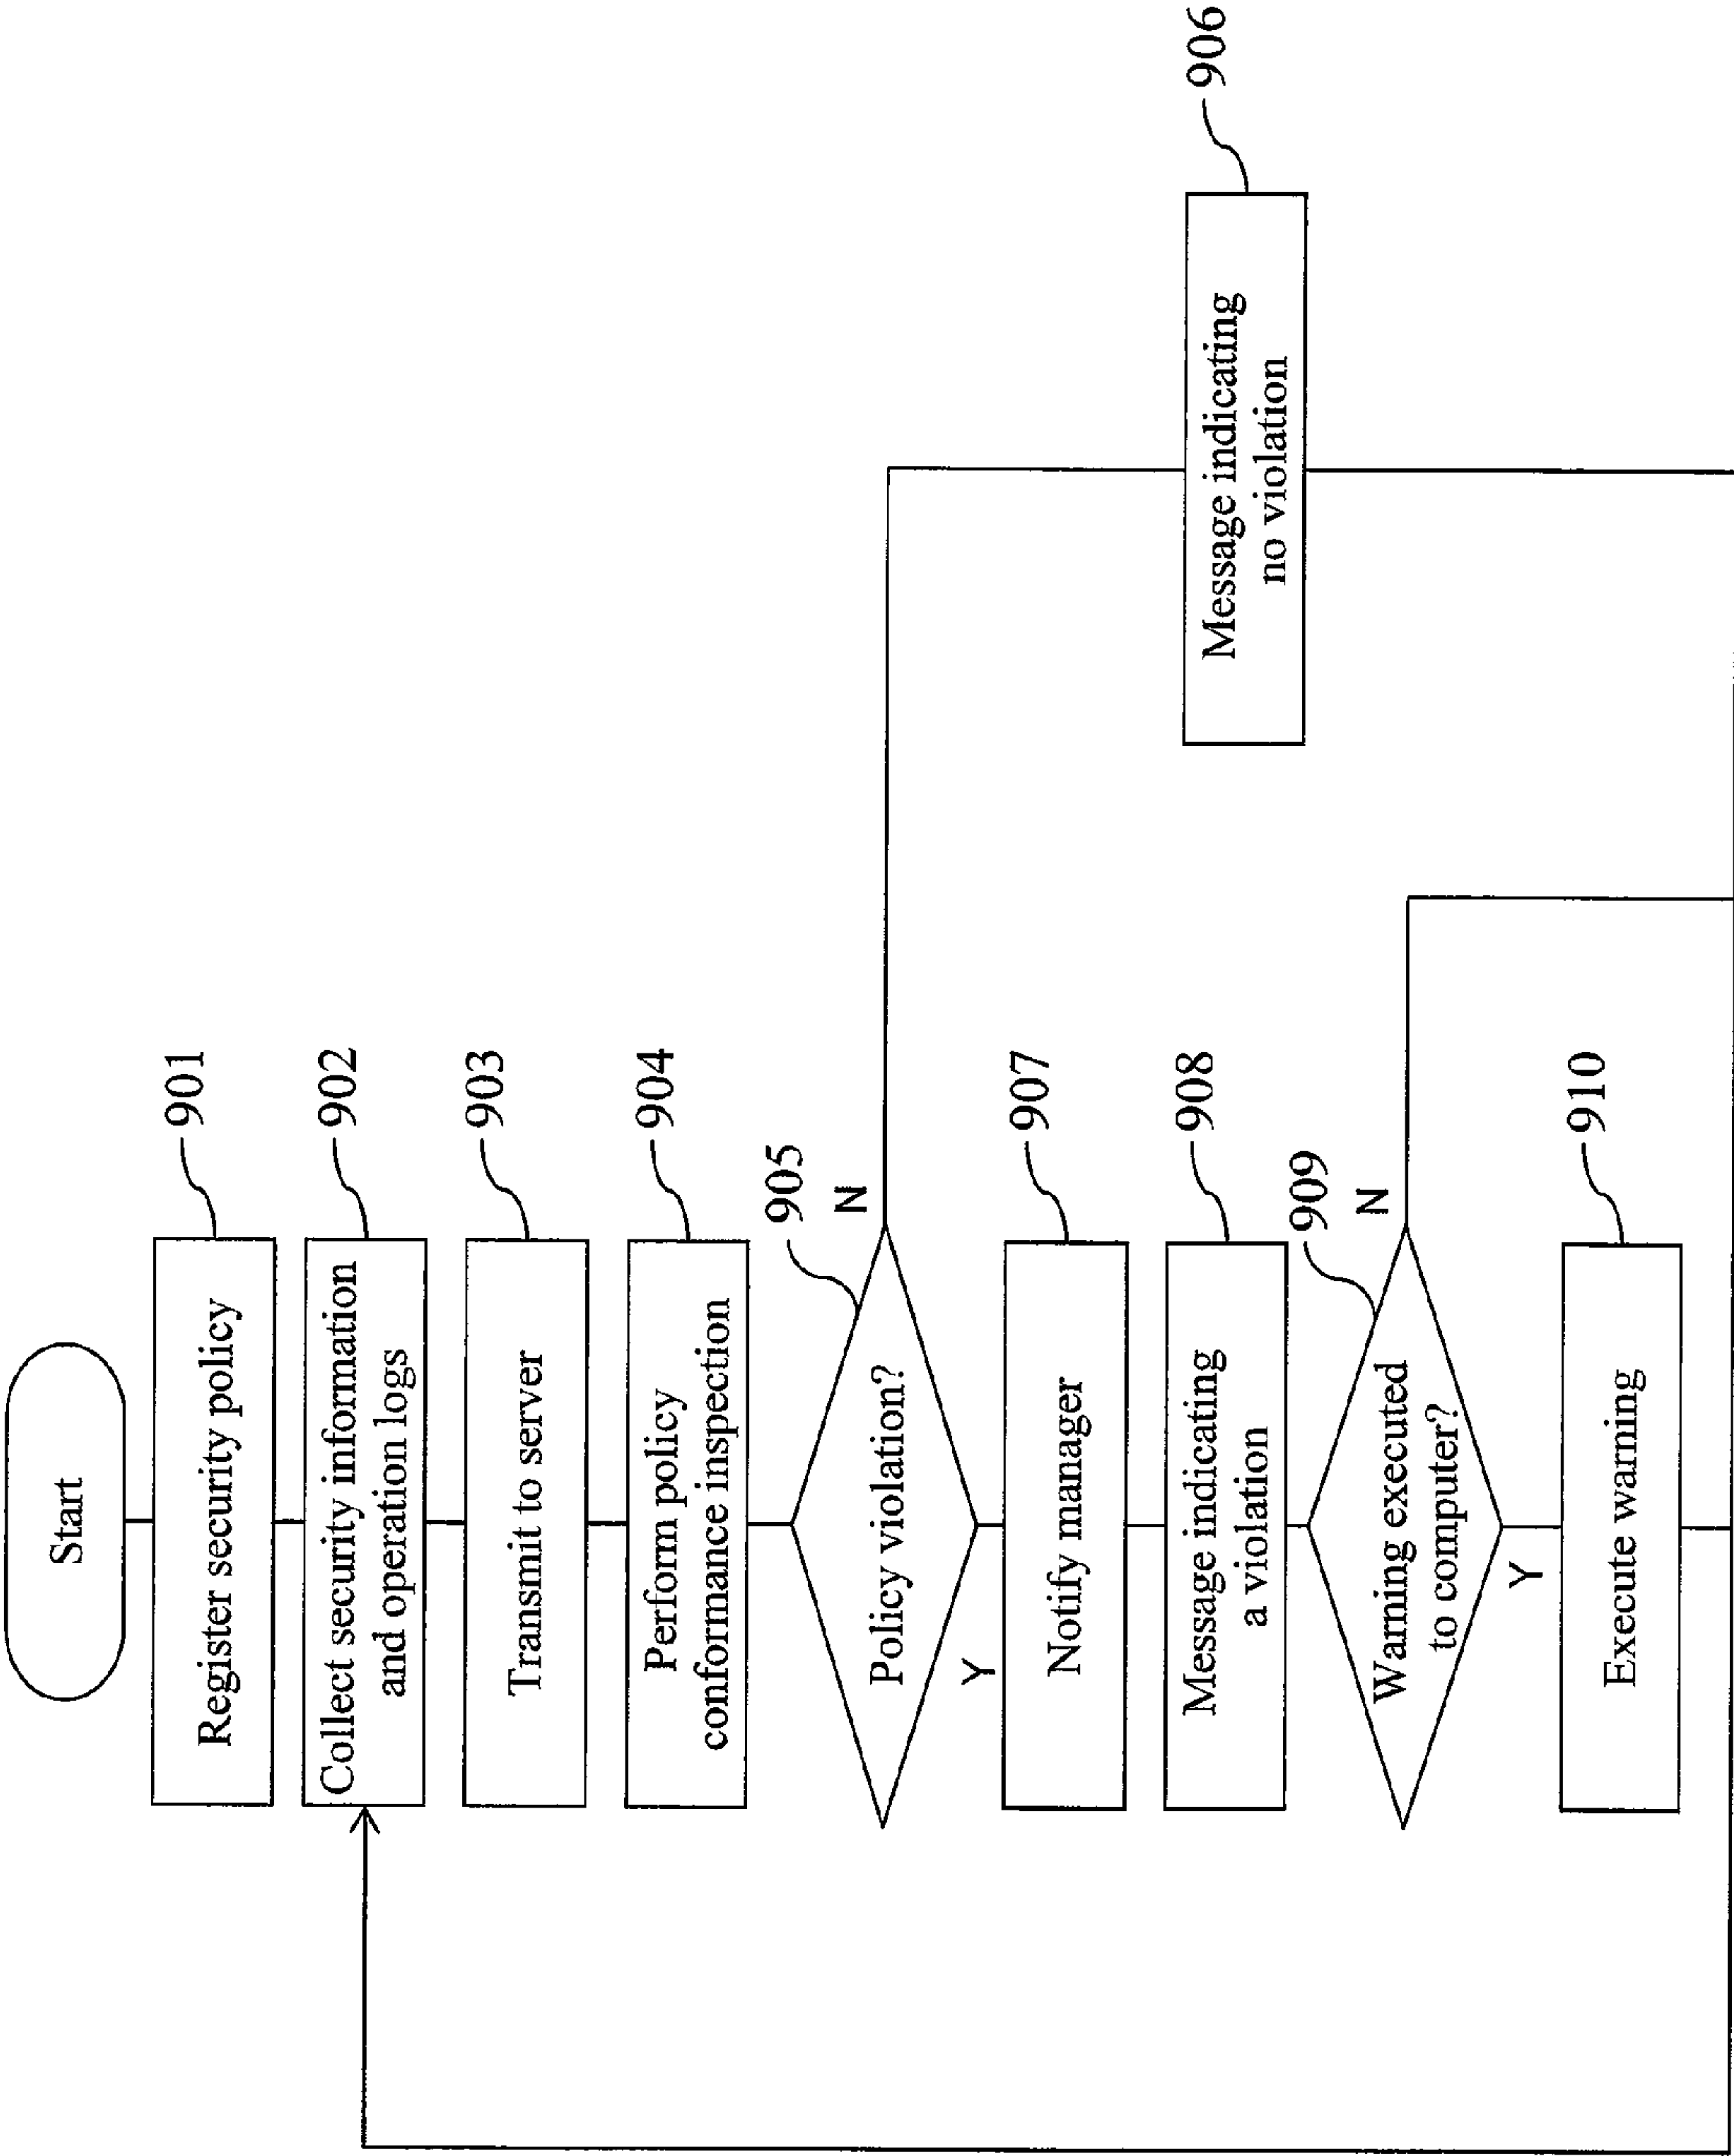 Start
Register security policy
901
Collect security information
and operation logs
902
Transmit to server
903
Perform policy
conformance inspection
904
Policy violation?
905
N
Y
Message indicating
no violation
906
Notify manager
907
Message indicating
a violation
908
Warning executed
to computer?
909
N
Y
Execute warning
910